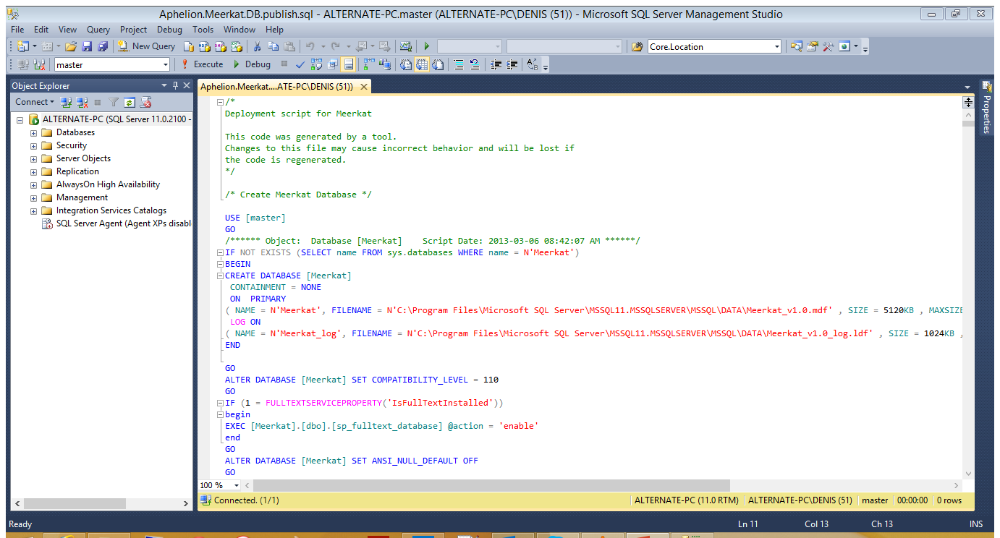 Aphelion.Meerkat.DB.publish.sql - ALTERNATE-PC.master (ALTERNATE-PC\DENIS (51)) - Microsoft SQL Server Management Studio
File Edit View Query Project Debug Tools Window Help
New Query Core.Location
master Execute Debug
Object Explorer
Connect
ALTERNATE-PC (SQL Server 11.0.2100 -
Databases
Security
Server Objects
Replication
AlwaysOn High Availability
Management
Integration Services Catalogs
SQL Server Agent (Agent XPs disabl
Aphelion.Meerkat....ATE-PC\DENIS (51))
/*
Deployment script for Meerkat
This code was generated by a tool.
Changes to this file may cause incorrect behavior and will be lost if
the code is regenerated.
*/
/* Create Meerkat Database */
USE [master]
GO
/****** Object:  Database [Meerkat]    Script Date: 2013-03-06 08:42:07 AM ******/
IF NOT EXISTS (SELECT name FROM sys.databases WHERE name = N'Meerkat')
BEGIN
CREATE DATABASE [Meerkat]
CONTAINMENT = NONE
ON  PRIMARY
( NAME = N'Meerkat', FILENAME = N'C:\Program Files\Microsoft SQL Server\MSSQL11.MSSQLSERVER\MSSQL\DATA\Meerkat_v1.0.mdf' , SIZE = 5120KB , MAXSIZE
LOG ON
( NAME = N'Meerkat_log', FILENAME = N'C:\Program Files\Microsoft SQL Server\MSSQL11.MSSQLSERVER\MSSQL\DATA\Meerkat_v1.0_log.ldf' , SIZE = 1024KB ,
END
GO
ALTER DATABASE [Meerkat] SET COMPATIBILITY_LEVEL = 110
GO
IF (1 = FULLTEXTSERVICEPROPERTY('IsFullTextInstalled'))
begin
EXEC [Meerkat].[dbo].[sp_fulltext_database] @action = 'enable'
end
GO
ALTER DATABASE [Meerkat] SET ANSI_NULL_DEFAULT OFF
GO
100 %
Connected. (1/1) ALTERNATE-PC (11.0 RTM) ALTERNATE-PC\DENIS (51) master 00:00:00 0 rows
Properties
Ready Ln 11 Col 13 Ch 13 INS